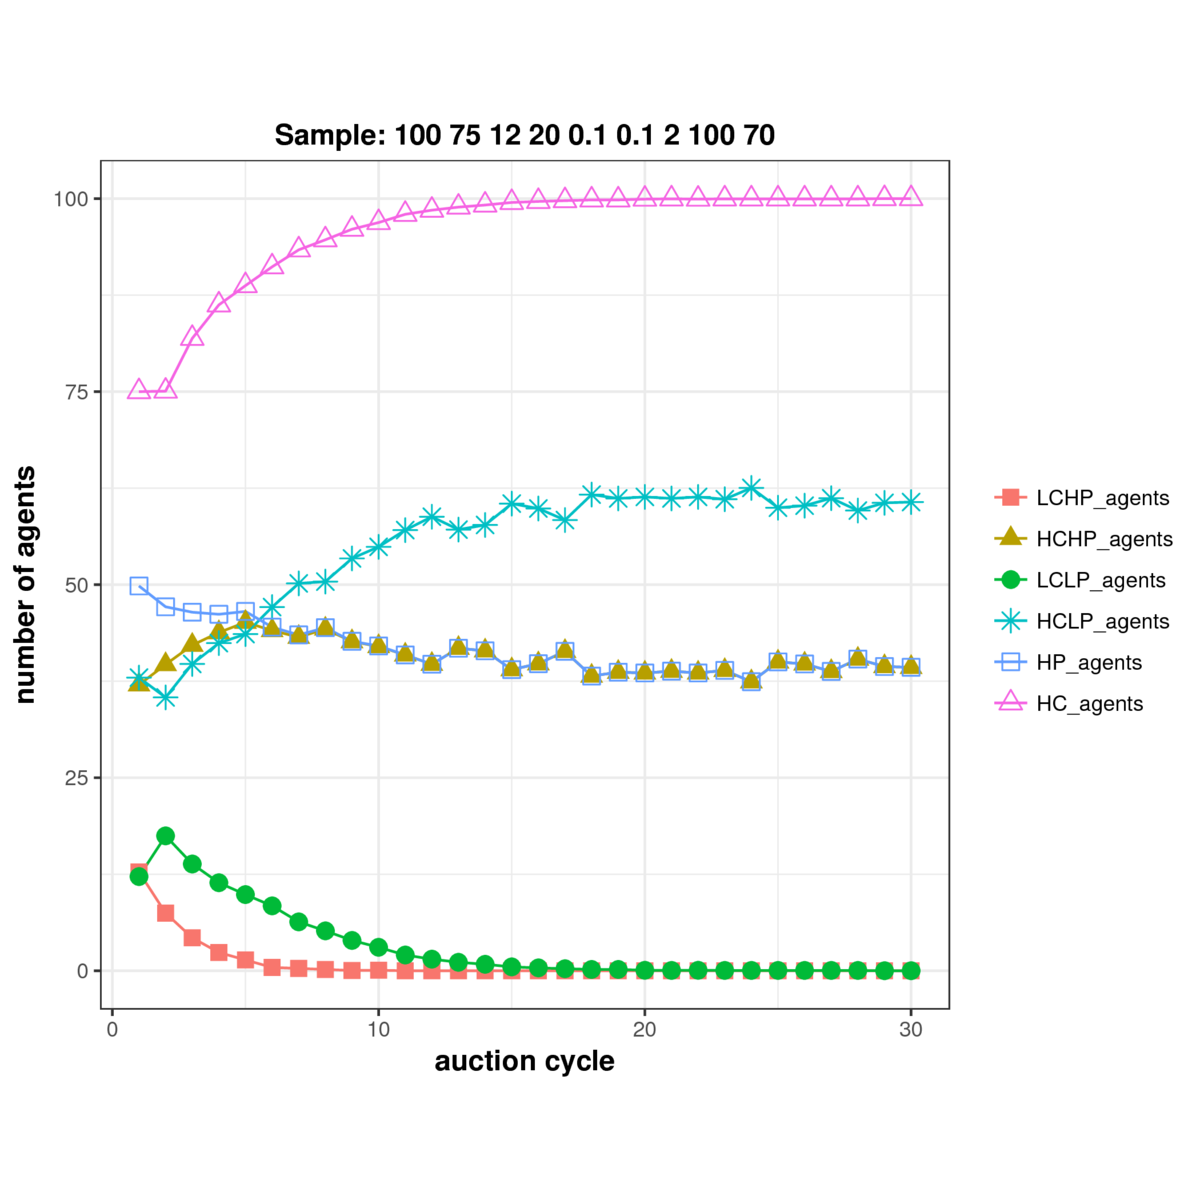 Sample: 100 75 12 20 0.1 0.1 2 100 70
100
75
50
25
0
number of agents
0 10 20 30
auction cycle
LCHP_agents
HCHP_agents
LCLP_agents
HCLP_agents
HP_agents
HC_agents